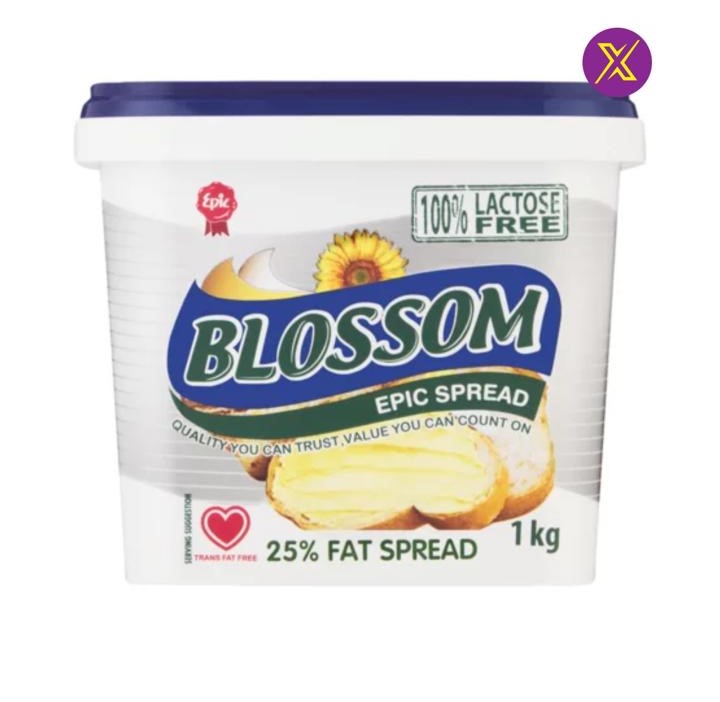 X
Epic
100% LACTOSE
FREE
BLOSSOM
EPIC SPREAD
QUALITY YOU CAN TRUST, VALUE YOU CAN COUNT ON
SERVING SUGGESTION
TRANS FAT FREE
25% FAT SPREAD
1 kg